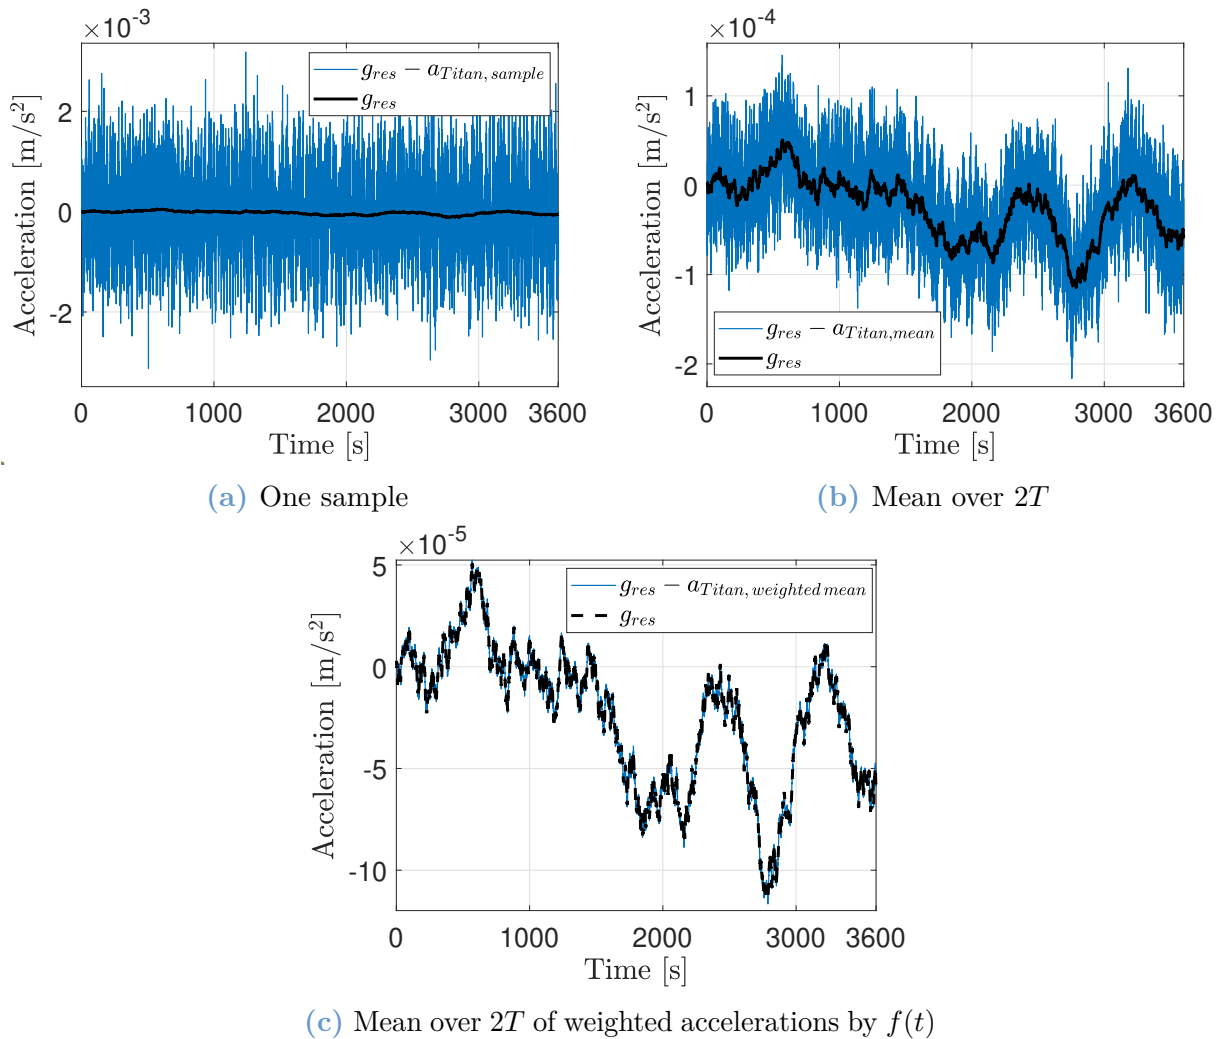 ×10⁻³
g_res − a_Titan, sample
g_res
2
0
-2
Acceleration [m/s²]
0 1000 2000 3000 3600
Time [s]
(a) One sample
×10⁻⁴
1
0
-1
-2
Acceleration [m/s²]
g_res − a_Titan,mean
g_res
0 1000 2000 3000 3600
Time [s]
(b) Mean over 2T
×10⁻⁵
g_res − a_Titan, weighted mean
g_res
5
0
-5
-10
Acceleration [m/s²]
0 1000 2000 3000 3600
Time [s]
(c) Mean over 2T of weighted accelerations by f(t)